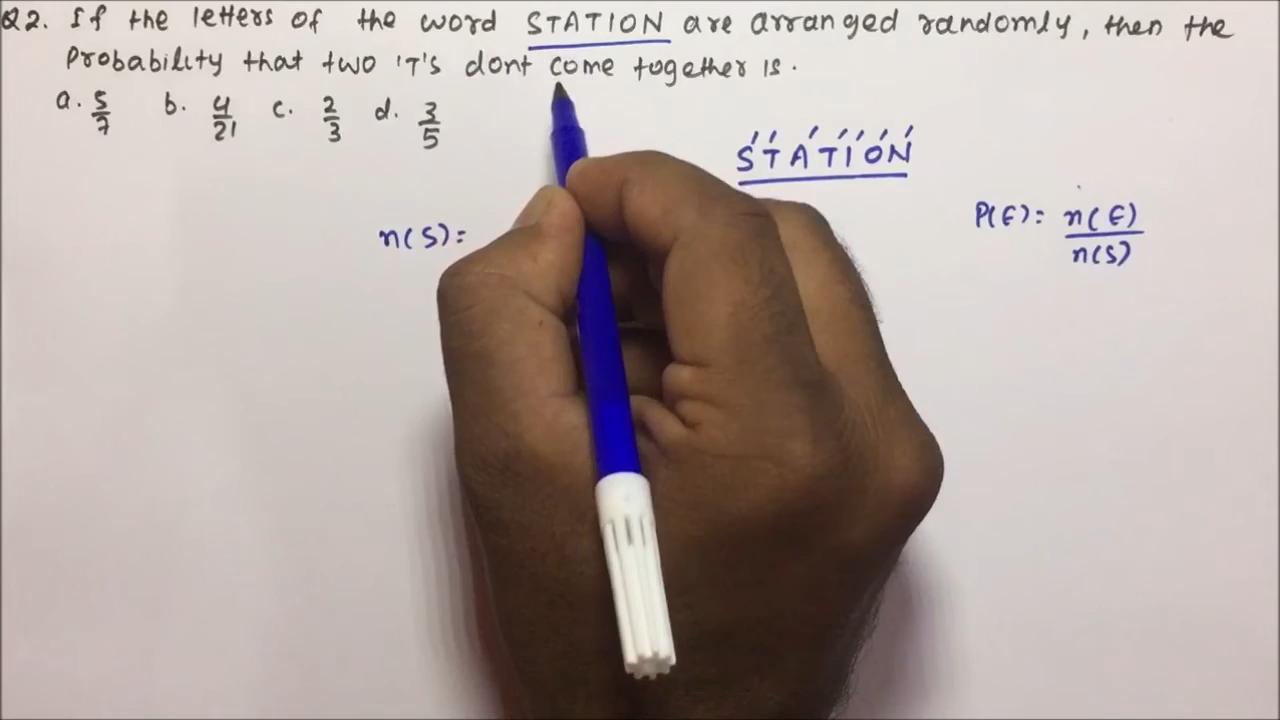 Q2. If the letters of the word STATION are arranged randomly, then the
Probability that two 'T's dont come together is.
a. 5/7 b. 4/21 c. 2/3 d. 3/5
STATION
n(S)=
P(E)= n(E)/n(S)